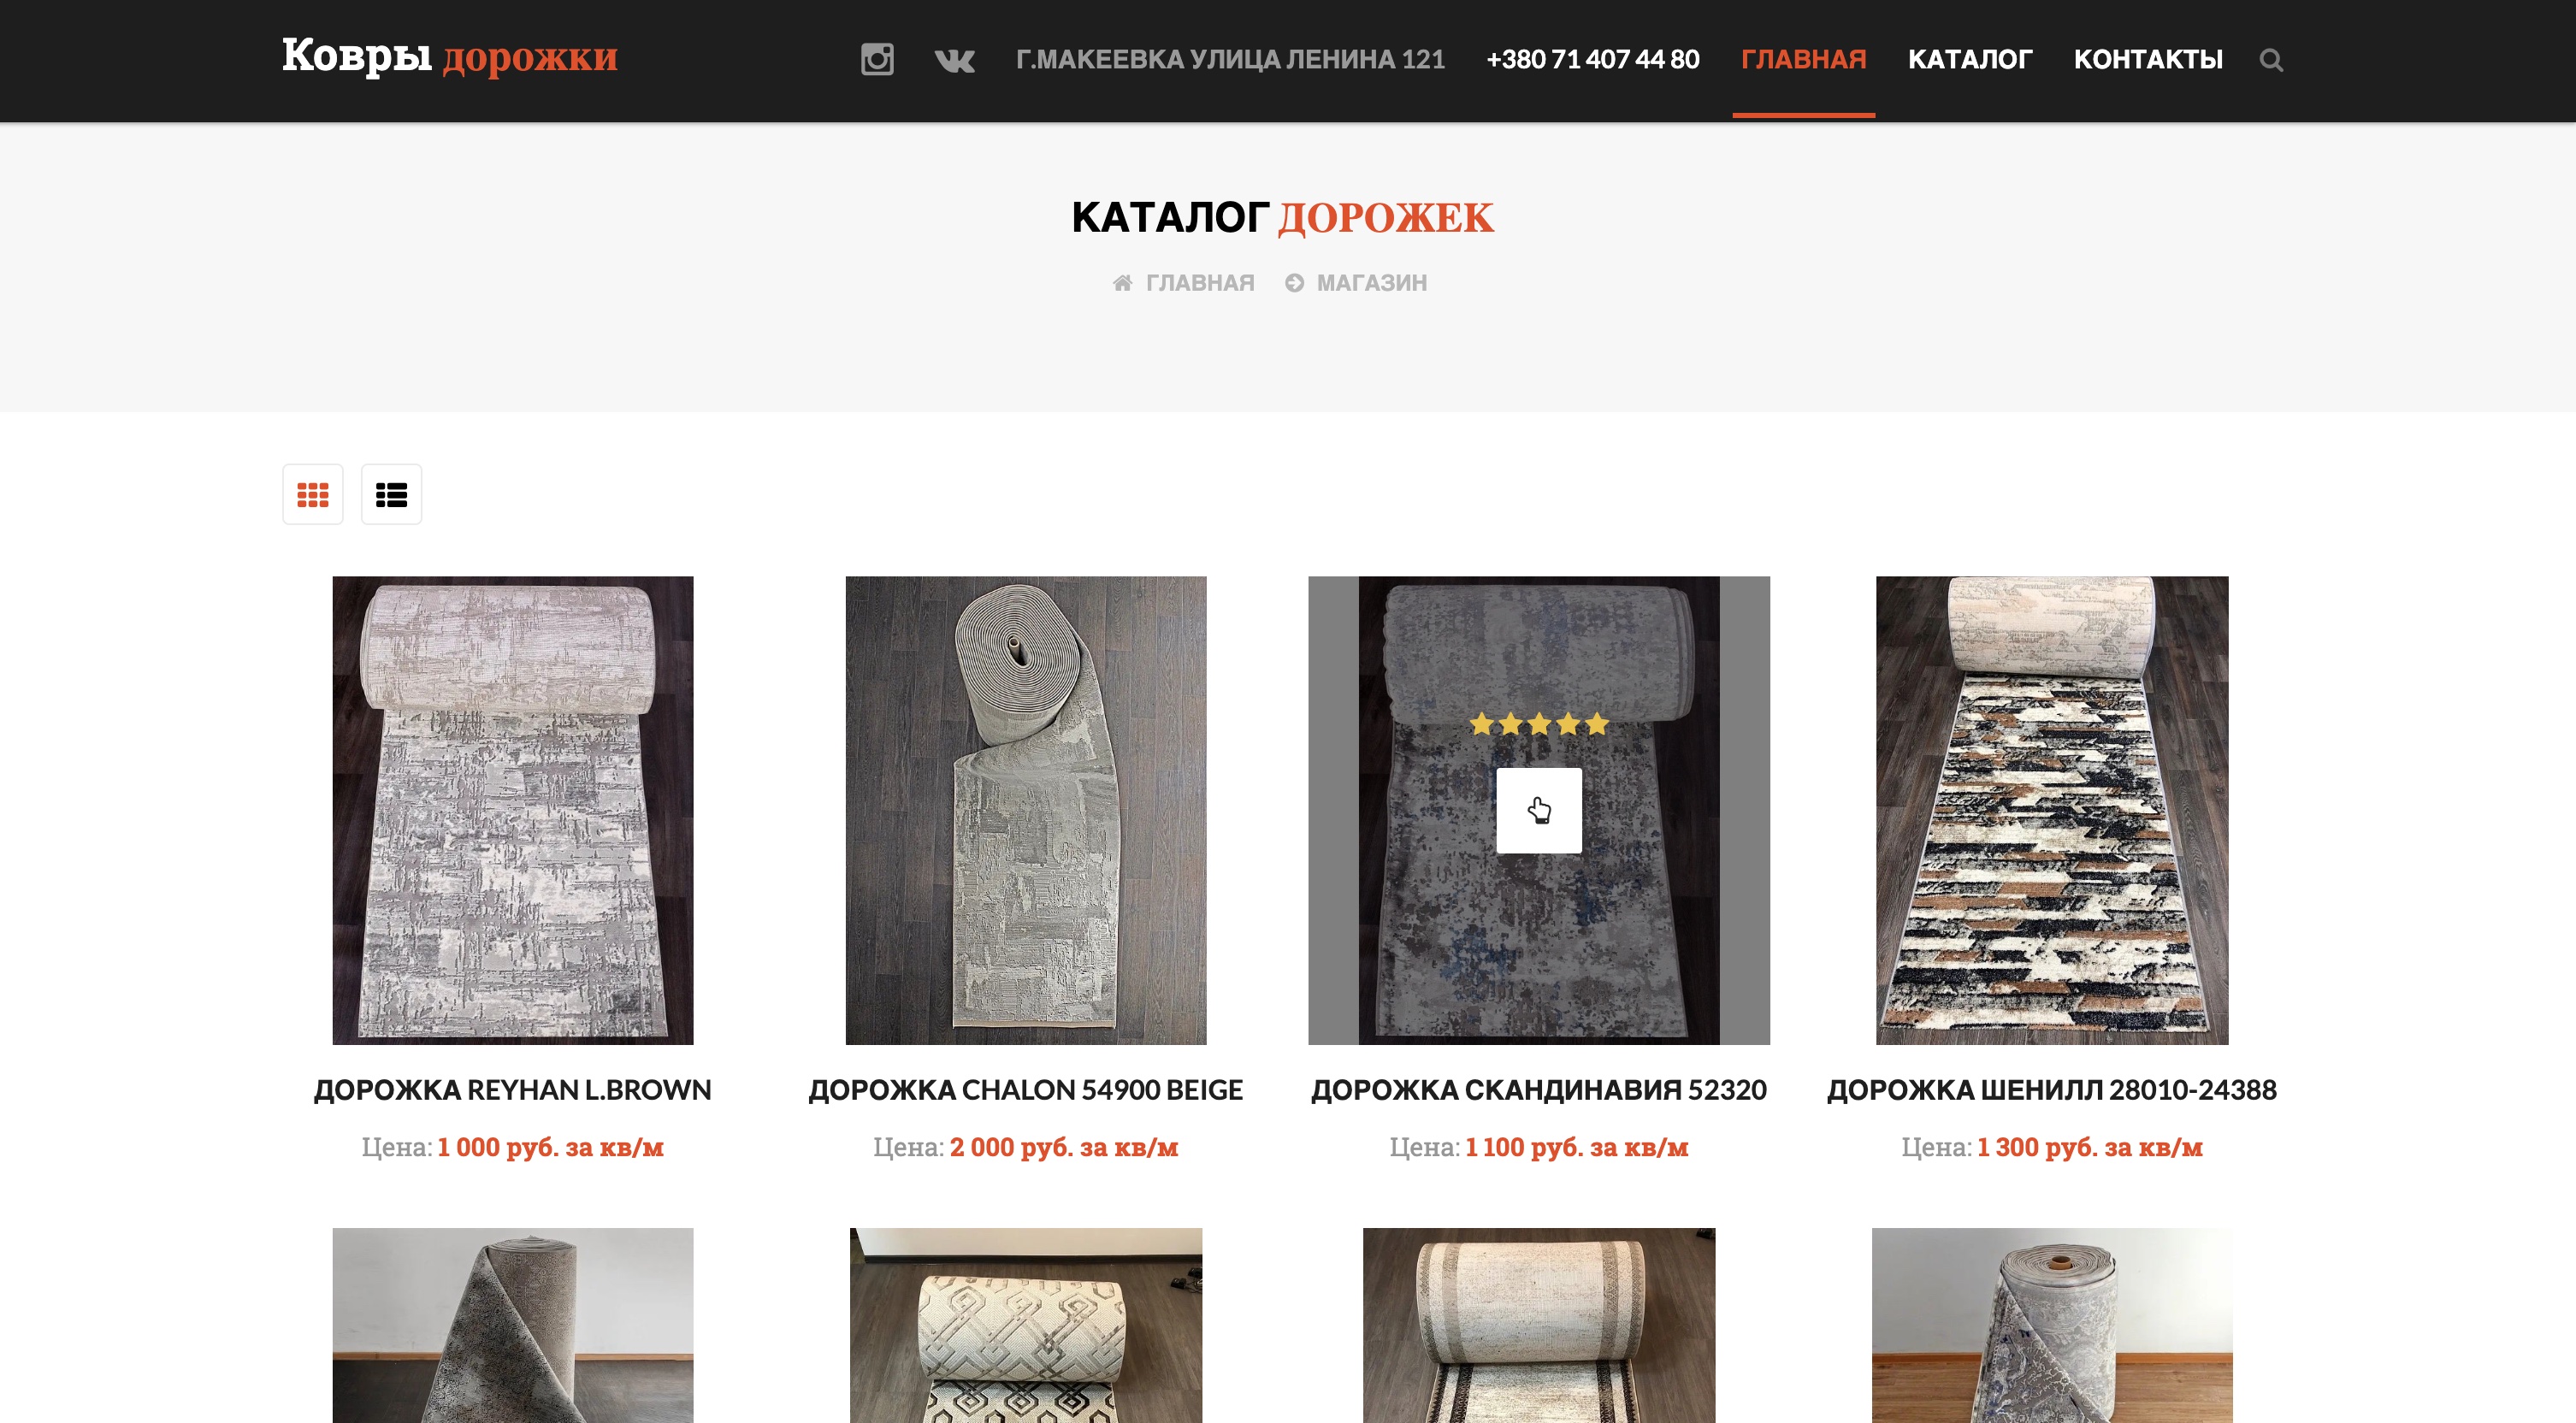 Ковры дорожки
Г.МАКЕЕВКА УЛИЦА ЛЕНИНА 121 +380 71 407 44 80 ГЛАВНАЯ КАТАЛОГ КОНТАКТЫ
КАТАЛОГ ДОРОЖЕК
ГЛАВНАЯ МАГАЗИН
ДОРОЖКА REYHAN L.BROWN
Цена: 1 000 руб. за кв/м
ДОРОЖКА CHALON 54900 BEIGE
Цена: 2 000 руб. за кв/м
ДОРОЖКА СКАНДИНАВИЯ 52320
Цена: 1 100 руб. за кв/м
ДОРОЖКА ШЕНИЛЛ 28010-24388
Цена: 1 300 руб. за кв/м